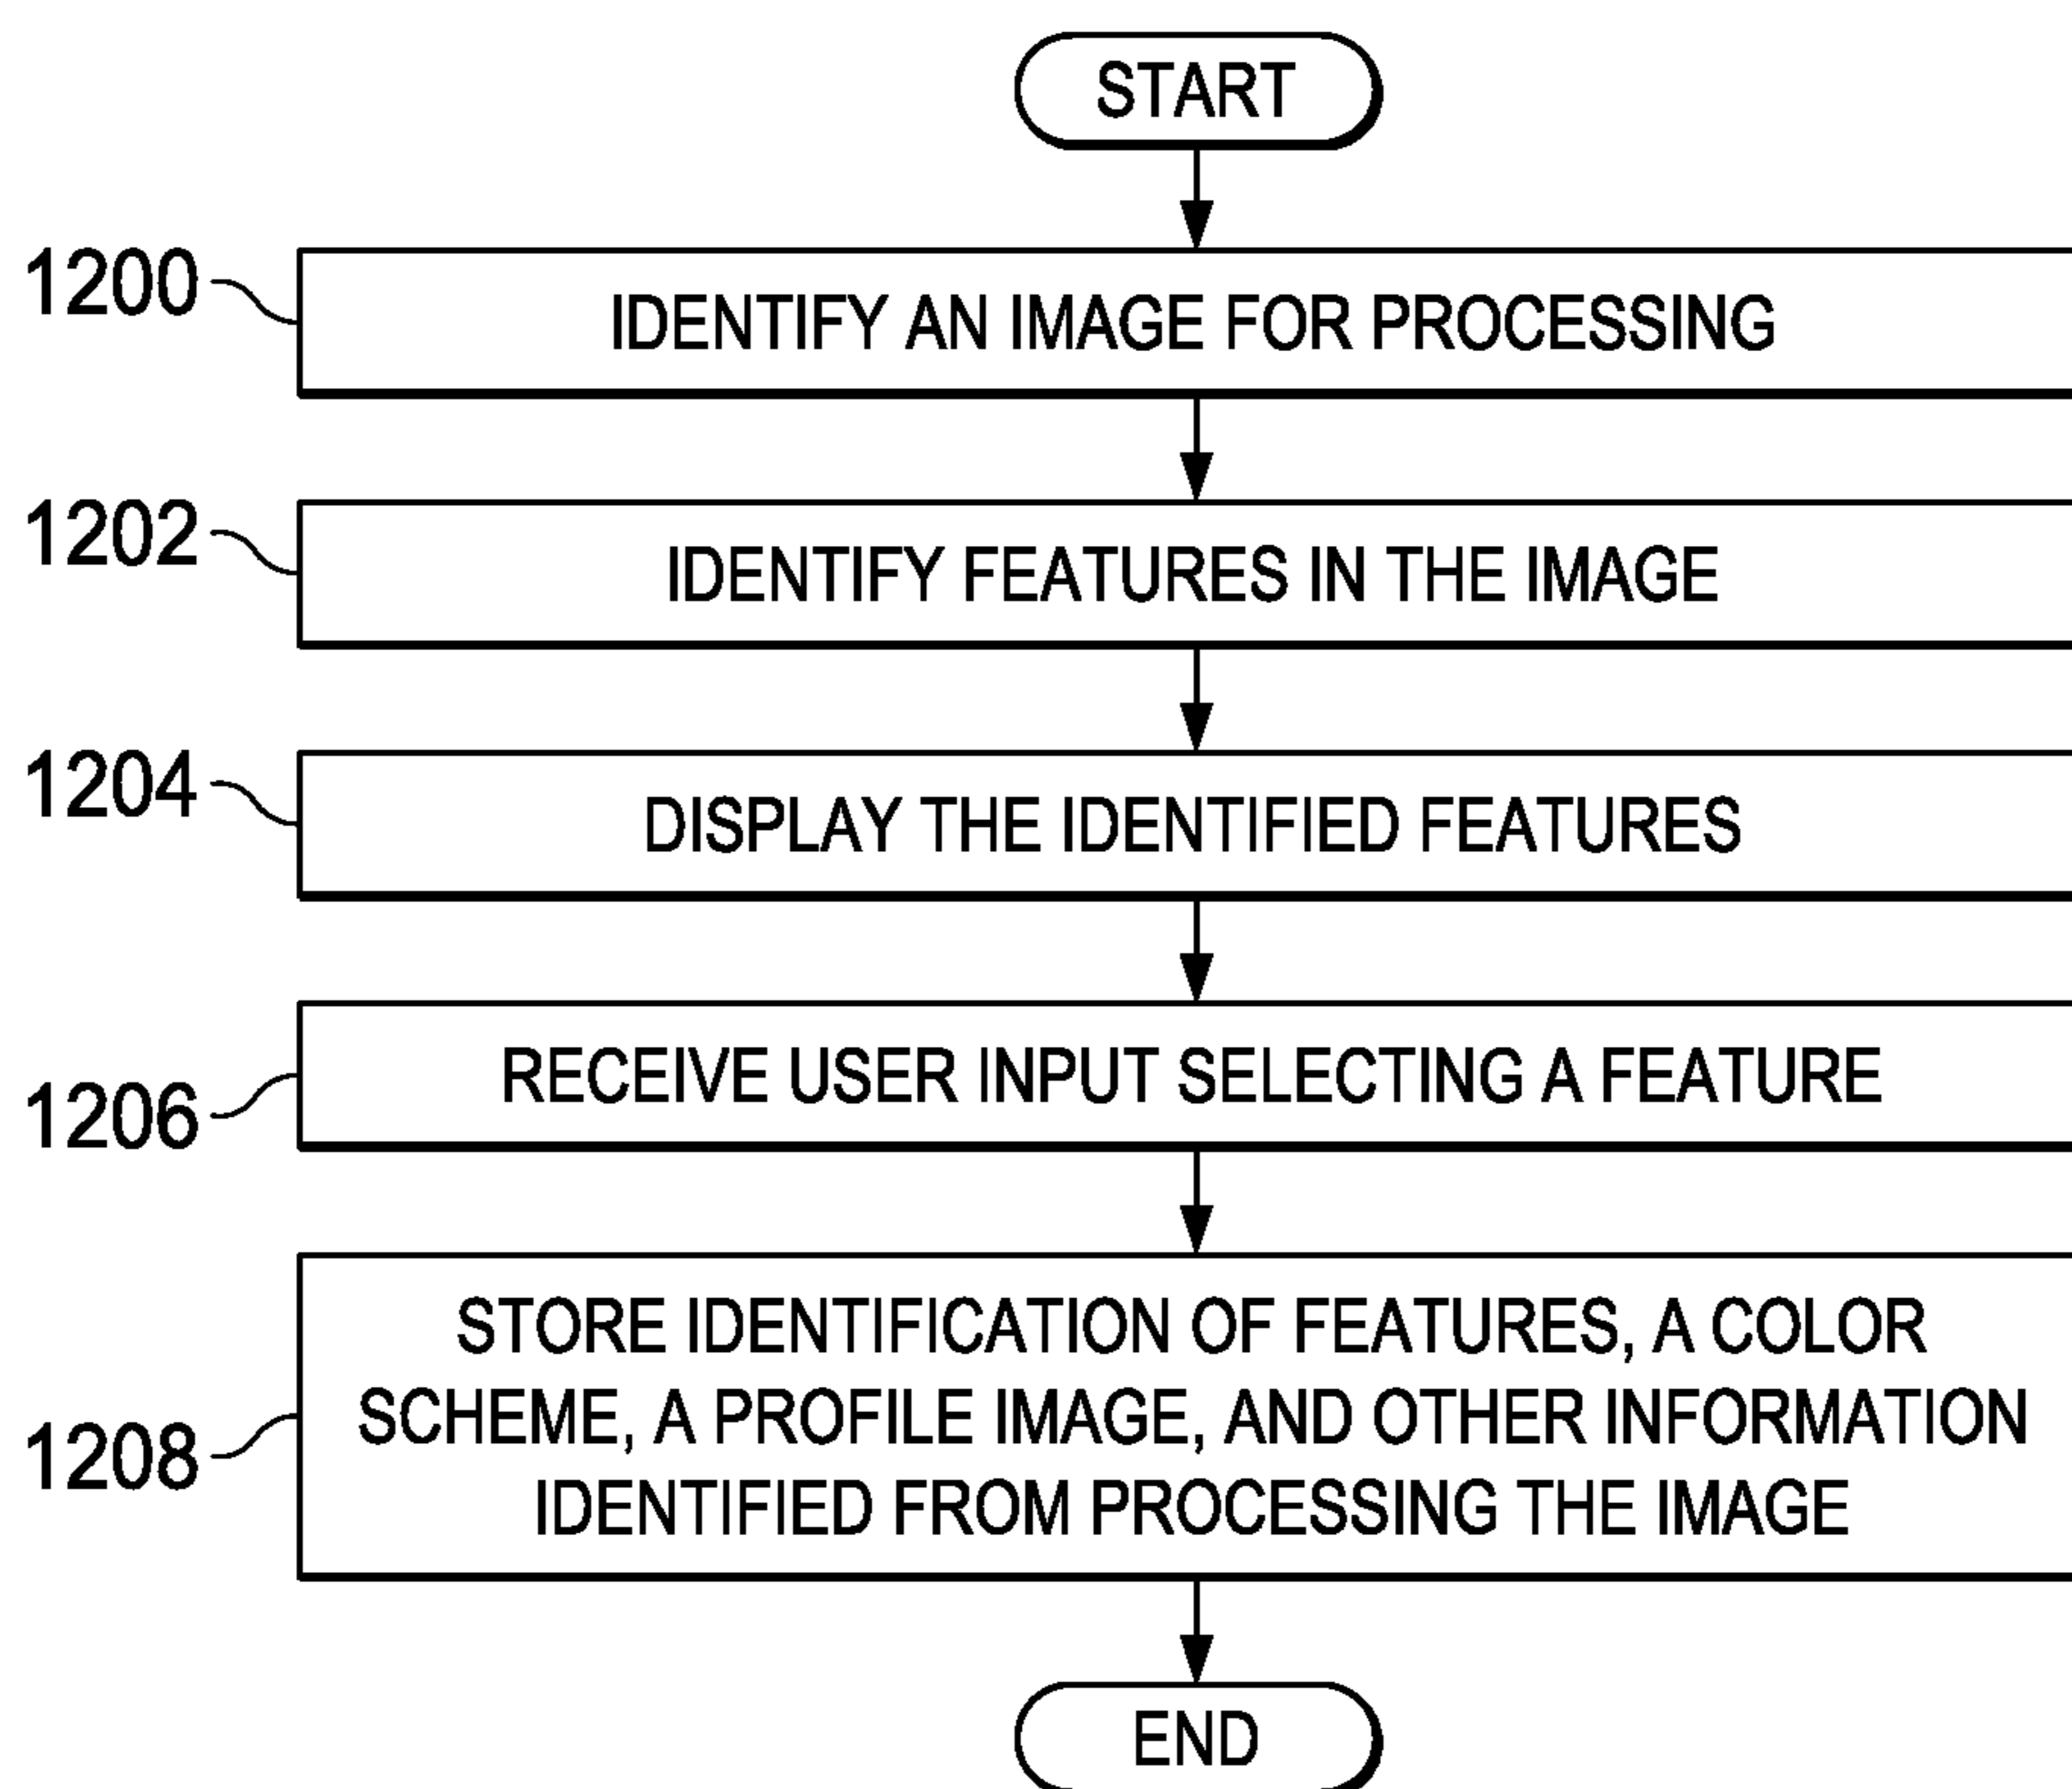 START
1200
IDENTIFY AN IMAGE FOR PROCESSING
1202
IDENTIFY FEATURES IN THE IMAGE
1204
DISPLAY THE IDENTIFIED FEATURES
1206
RECEIVE USER INPUT SELECTING A FEATURE
1208
STORE IDENTIFICATION OF FEATURES, A COLOR
SCHEME, A PROFILE IMAGE, AND OTHER INFORMATION
IDENTIFIED FROM PROCESSING THE IMAGE
END